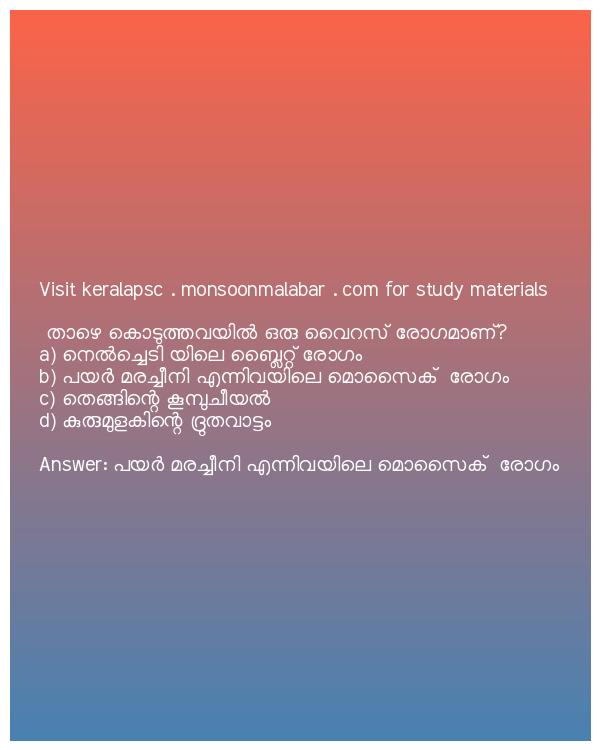 Visit keralapsc . monsoonmalabar . com for study materials
താഴെ കൊടുത്തവയിൽ ഒരു വൈറസ് രോഗമാണ്?
a) നെൽച്ചെടി യിലെ ബ്ലൈറ്റ് രോഗം
b) പയർ മരച്ചീനി എന്നിവയിലെ മൊസൈക് രോഗം
c) തെങ്ങിന്റെ കൂമ്പുചീയൽ
d) കുരുമുളകിന്റെ ദ്രുതവാട്ടം
Answer: പയർ മരച്ചീനി എന്നിവയിലെ മൊസൈക് രോഗം